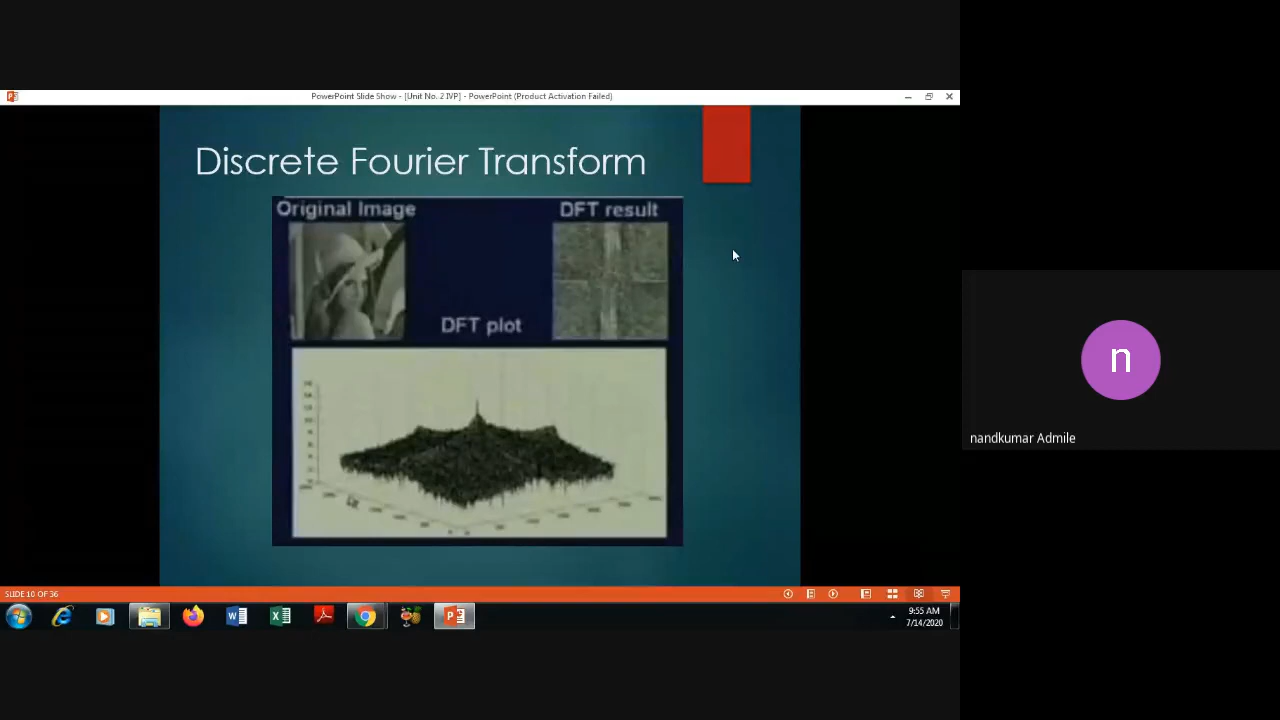 PowerPoint Slide Show - [Unit No. 2 IVP] - PowerPoint (Product Activation Failed)
Discrete Fourier Transform
Original Image
DFT result
DFT plot
n
nandkumar Admile
SLIDE 10 OF 36
9:55 AM
7/14/2020